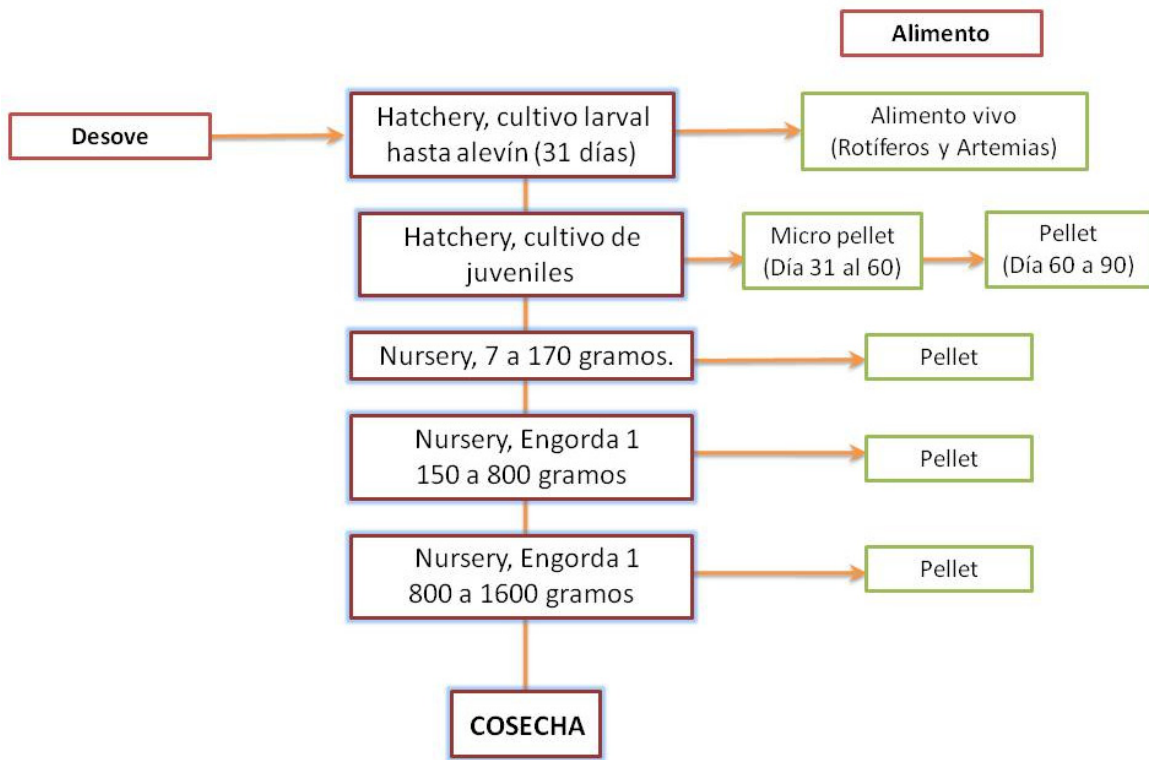 Alimento
Desove
Hatchery, cultivo larval
hasta alevín (31 días)
Alimento vivo
(Rotíferos y Artemias)
Hatchery, cultivo de
juveniles
Micro pellet
(Día 31 al 60)
Pellet
(Día 60 a 90)
Nursery, 7 a 170 gramos.
Pellet
Nursery, Engorda 1
150 a 800 gramos
Pellet
Nursery, Engorda 1
800 a 1600 gramos
Pellet
COSECHA